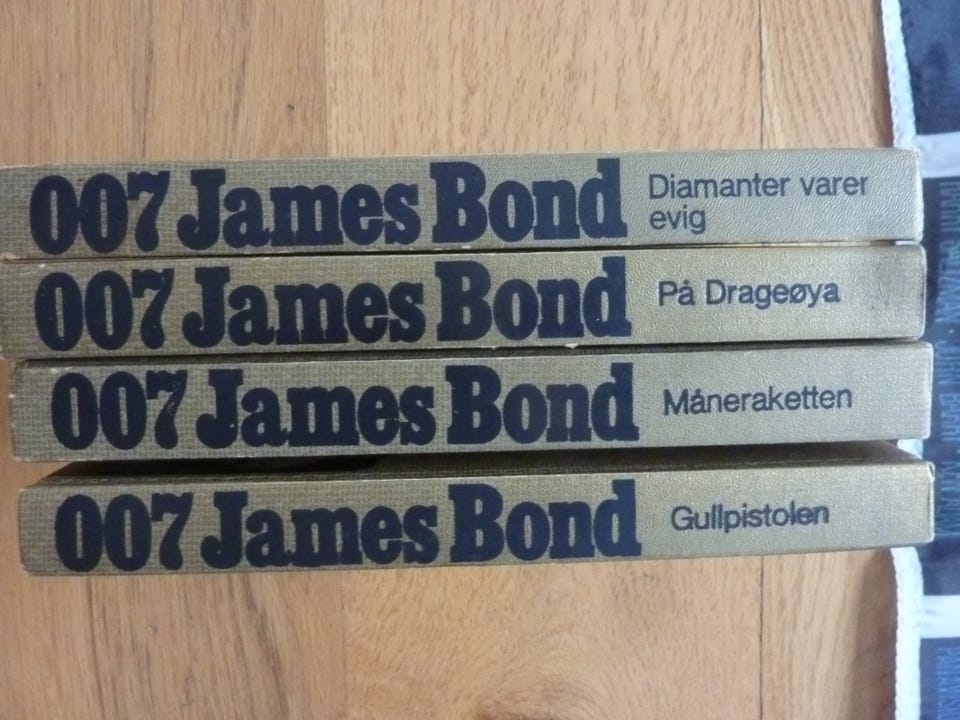 007 James Bond Diamanter varer
evig
007 James Bond På Drageøya
007 James Bond Måneraketten
007 James Bond Gullpistolen